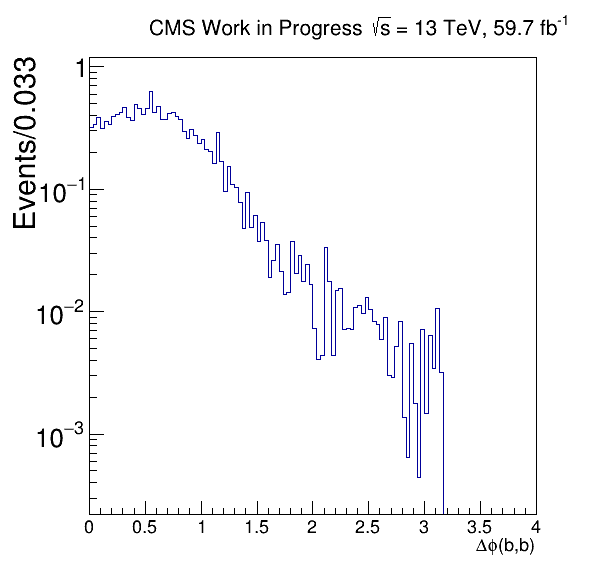 CMS Work in Progress √s = 13 TeV, 59.7 fb⁻¹
Events/0.033
1
10⁻¹
10⁻²
10⁻³
0 0.5 1 1.5 2 2.5 3 3.5 4
Δϕ(b,b)